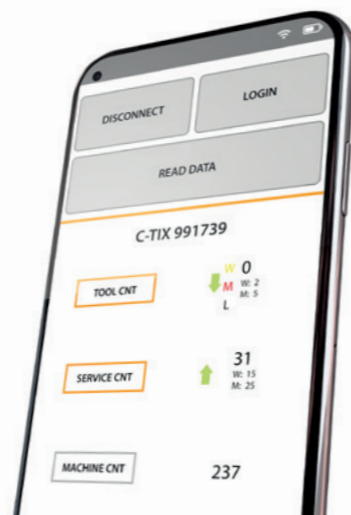 DISCONNECT
LOGIN
READ DATA
C-TIX 991739
TOOL CNT
W 0
M W: 2
L M: 5
SERVICE CNT
31
W: 15
M: 25
MACHINE CNT
237